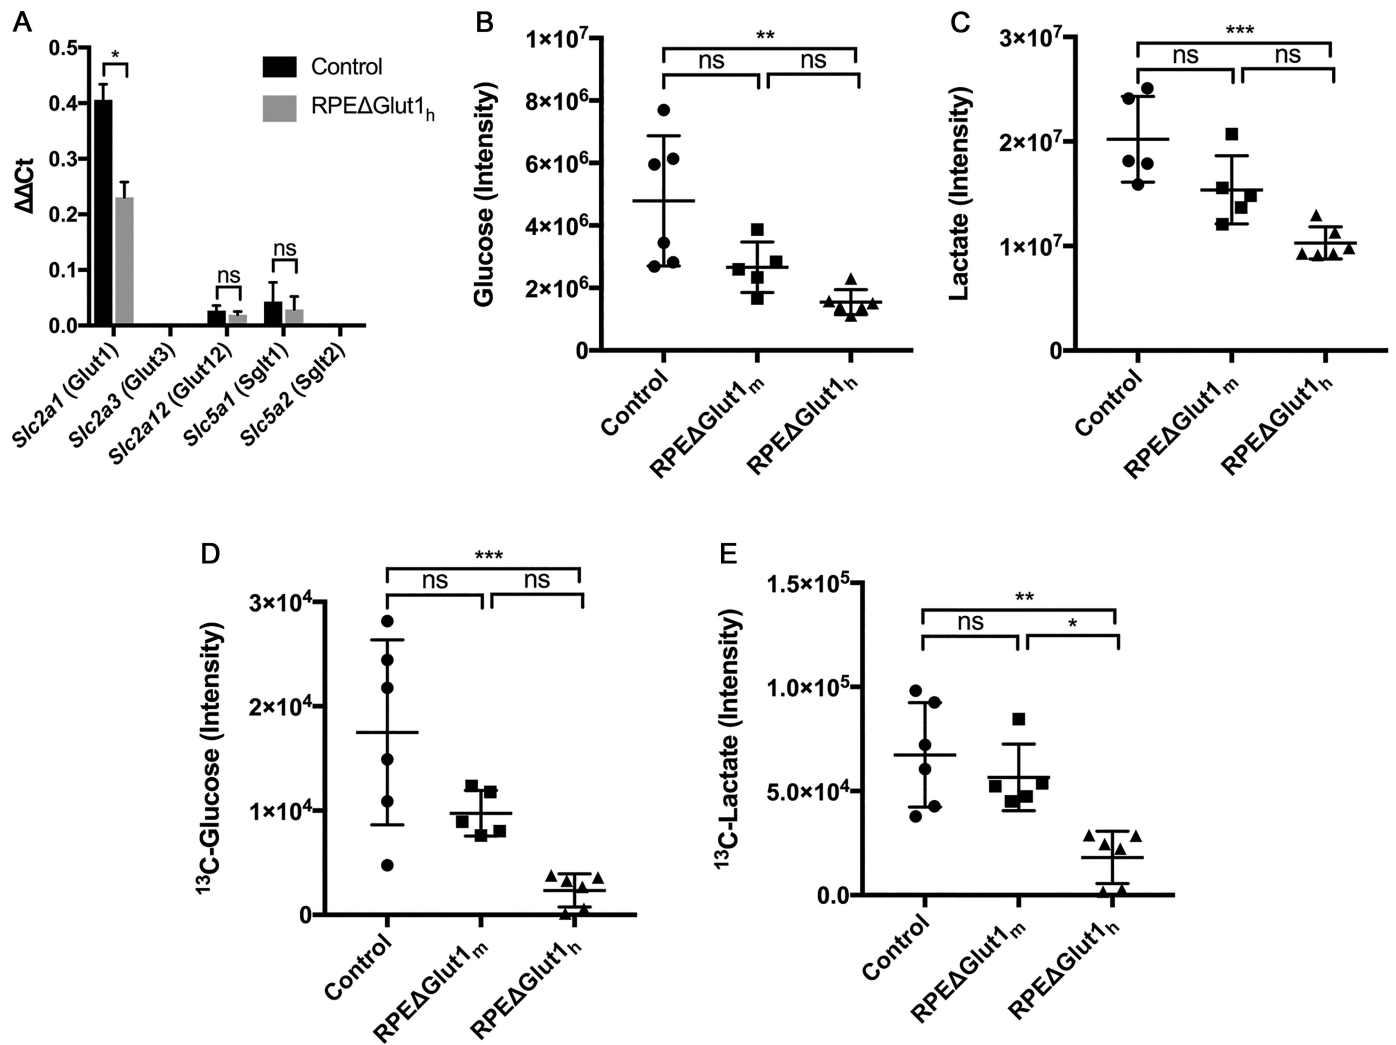 A
ΔΔCt
0.5
0.4
0.3
0.2
0.1
0.0
*
ns
ns
Control
RPEΔGlut1h
Slc2a1 (Glut1)
Slc2a3 (Glut3)
Slc2a12 (Glut12)
Slc5a1 (Sglt1)
Slc5a2 (Sglt2)
B
Glucose (Intensity)
1×10⁷
8×10⁶
6×10⁶
4×10⁶
2×10⁶
0
**
ns
ns
Control
RPEΔGlut1m
RPEΔGlut1h
C
Lactate (Intensity)
3×10⁷
2×10⁷
1×10⁷
0
***
ns
ns
Control
RPEΔGlut1m
RPEΔGlut1h
D
¹³C-Glucose (Intensity)
3×10⁴
2×10⁴
1×10⁴
0
***
ns
ns
Control
RPEΔGlut1m
RPEΔGlut1h
E
¹³C-Lactate (Intensity)
1.5×10⁵
1.0×10⁵
5.0×10⁴
0.0
**
ns
*
Control
RPEΔGlut1m
RPEΔGlut1h